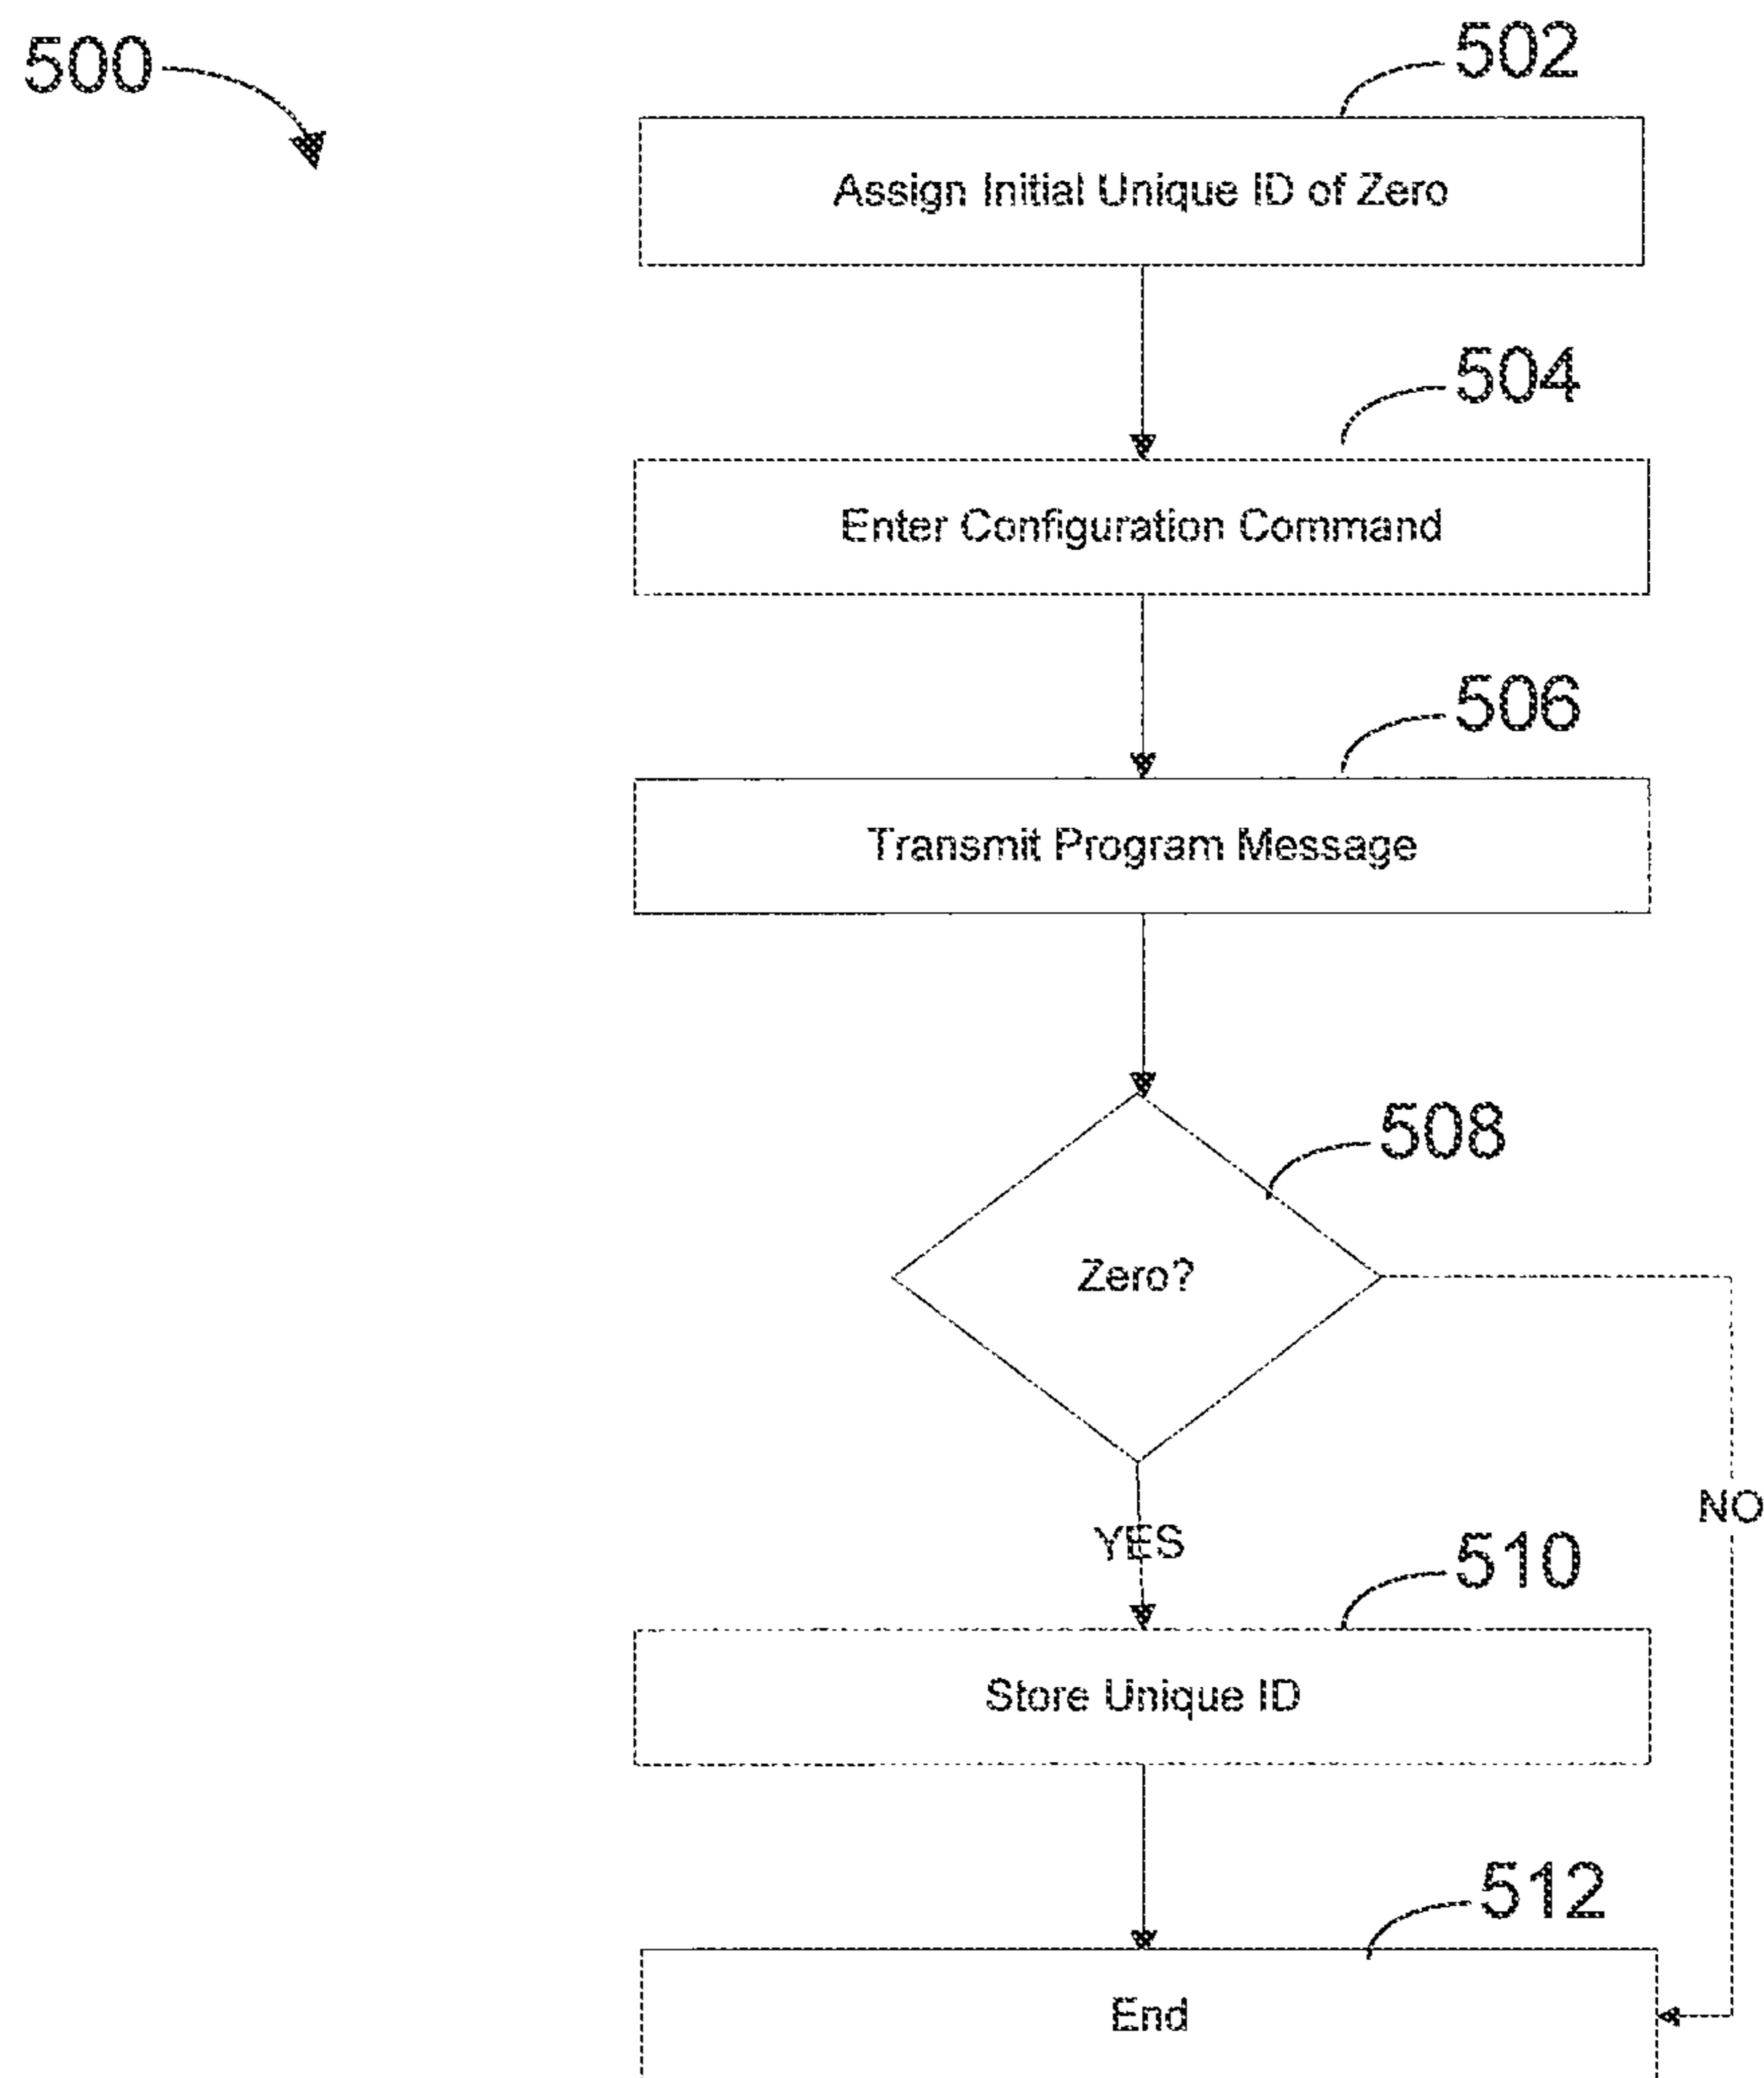 500
502
Assign Initial Unique ID of Zero
504
Enter Configuration Command
506
Transmit Program Message
508
Zero?
NO
YES
510
Store Unique ID
512
End